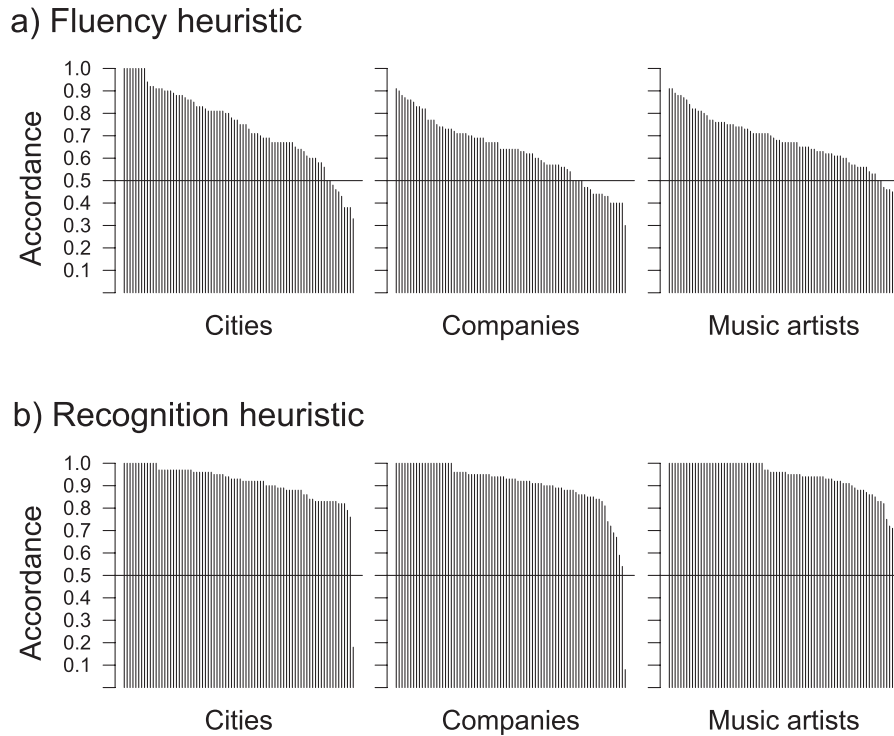 a) Fluency heuristic
Accordance
1.0
0.9
0.8
0.7
0.6
0.5
0.4
0.3
0.2
0.1
Cities
Companies
Music artists
b) Recognition heuristic
Accordance
1.0
0.9
0.8
0.7
0.6
0.5
0.4
0.3
0.2
0.1
Cities
Companies
Music artists